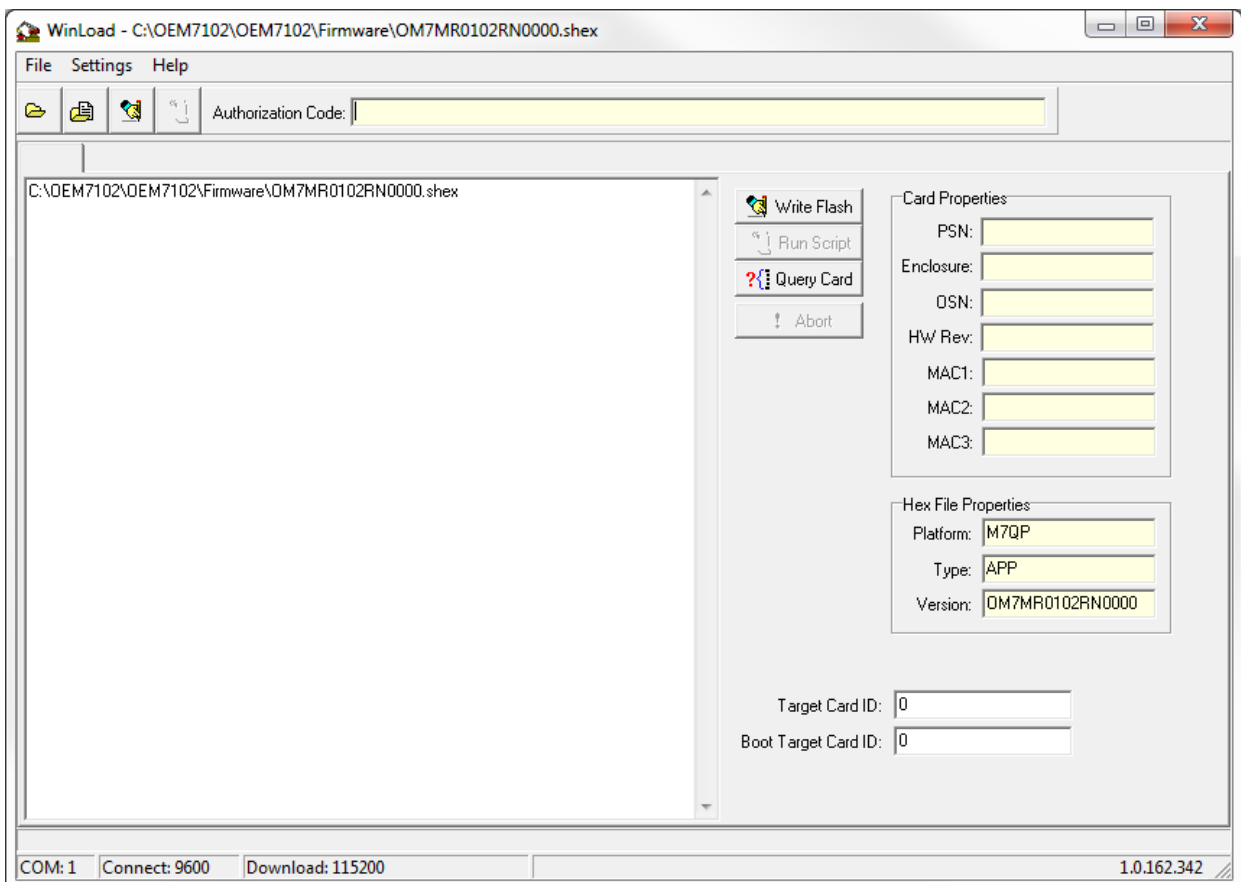 WinLoad - C:\OEM7102\OEM7102\Firmware\OM7MR0102RN0000.shex
File Settings Help
Authorization Code:
C:\OEM7102\OEM7102\Firmware\OM7MR0102RN0000.shex
Write Flash
Run Script
Query Card
Abort
Card Properties
PSN:
Enclosure:
OSN:
HW Rev:
MAC1:
MAC2:
MAC3:
Hex File Properties
Platform: M7QP
Type: APP
Version: OM7MR0102RN0000
Target Card ID: 0
Boot Target Card ID: 0
COM: 1 Connect: 9600 Download: 115200 1.0.162.342